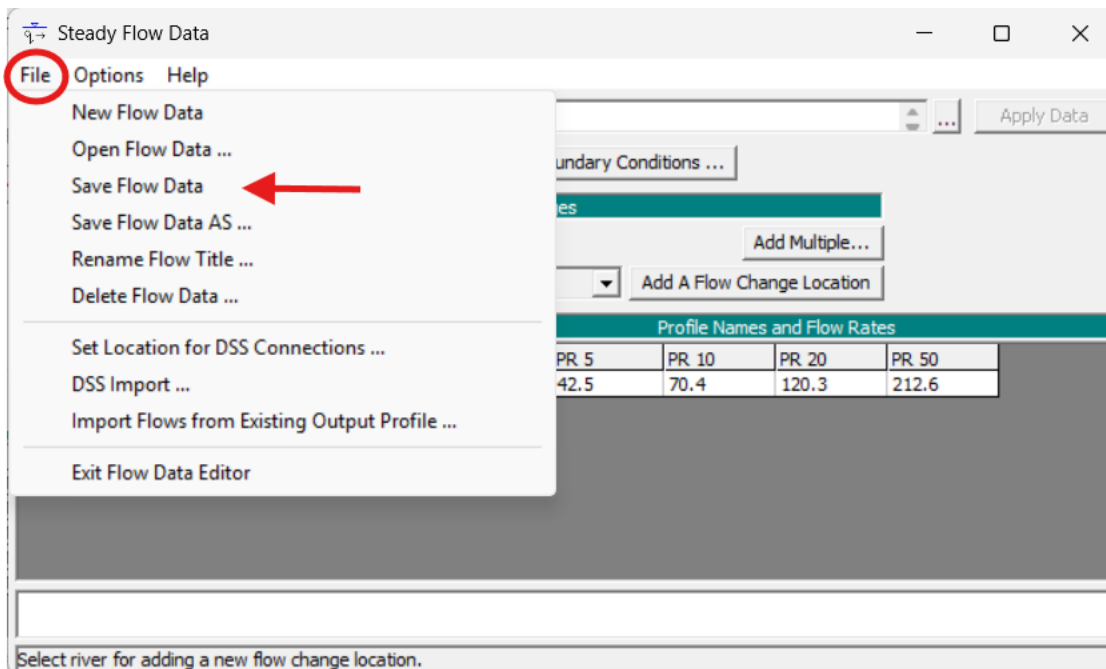 Steady Flow Data
File Options Help
New Flow Data
Open Flow Data ...
Save Flow Data
Save Flow Data AS ...
Rename Flow Title ...
Delete Flow Data ...
Set Location for DSS Connections ...
DSS Import ...
Import Flows from Existing Output Profile ...
Exit Flow Data Editor
... Apply Data
Conditions ...
Add Multiple...
Add A Flow Change Location
Profile Names and Flow Rates
PR 5 PR 10 PR 20 PR 50
42.5 70.4 120.3 212.6
Select river for adding a new flow change location.